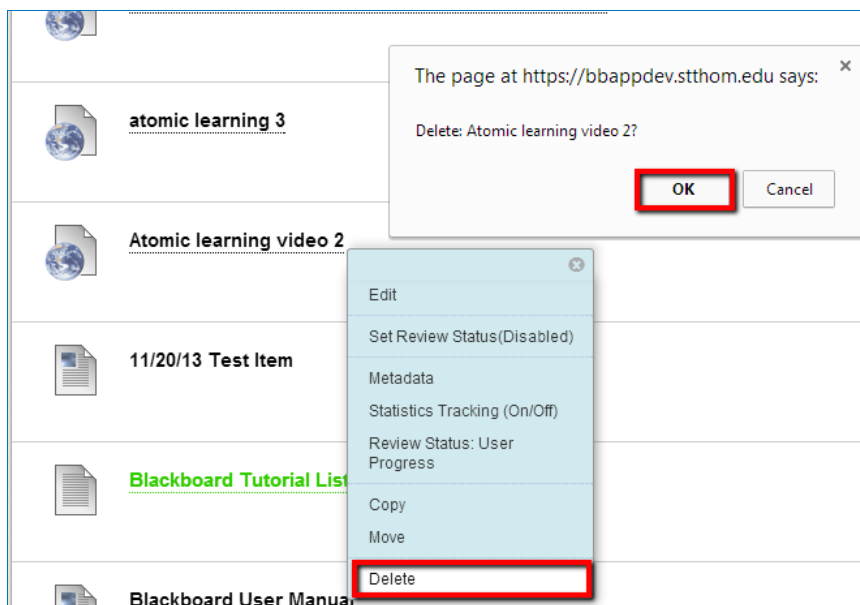 The page at https://bbappdev.stthom.edu says:
Delete: Atomic learning video 2?
OK
Cancel
atomic learning 3
Atomic learning video 2
Edit
Set Review Status(Disabled)
11/20/13 Test Item
Metadata
Statistics Tracking (On/Off)
Review Status: User
Progress
Blackboard Tutorial List
Copy
Move
Delete
Blackboard User Manual